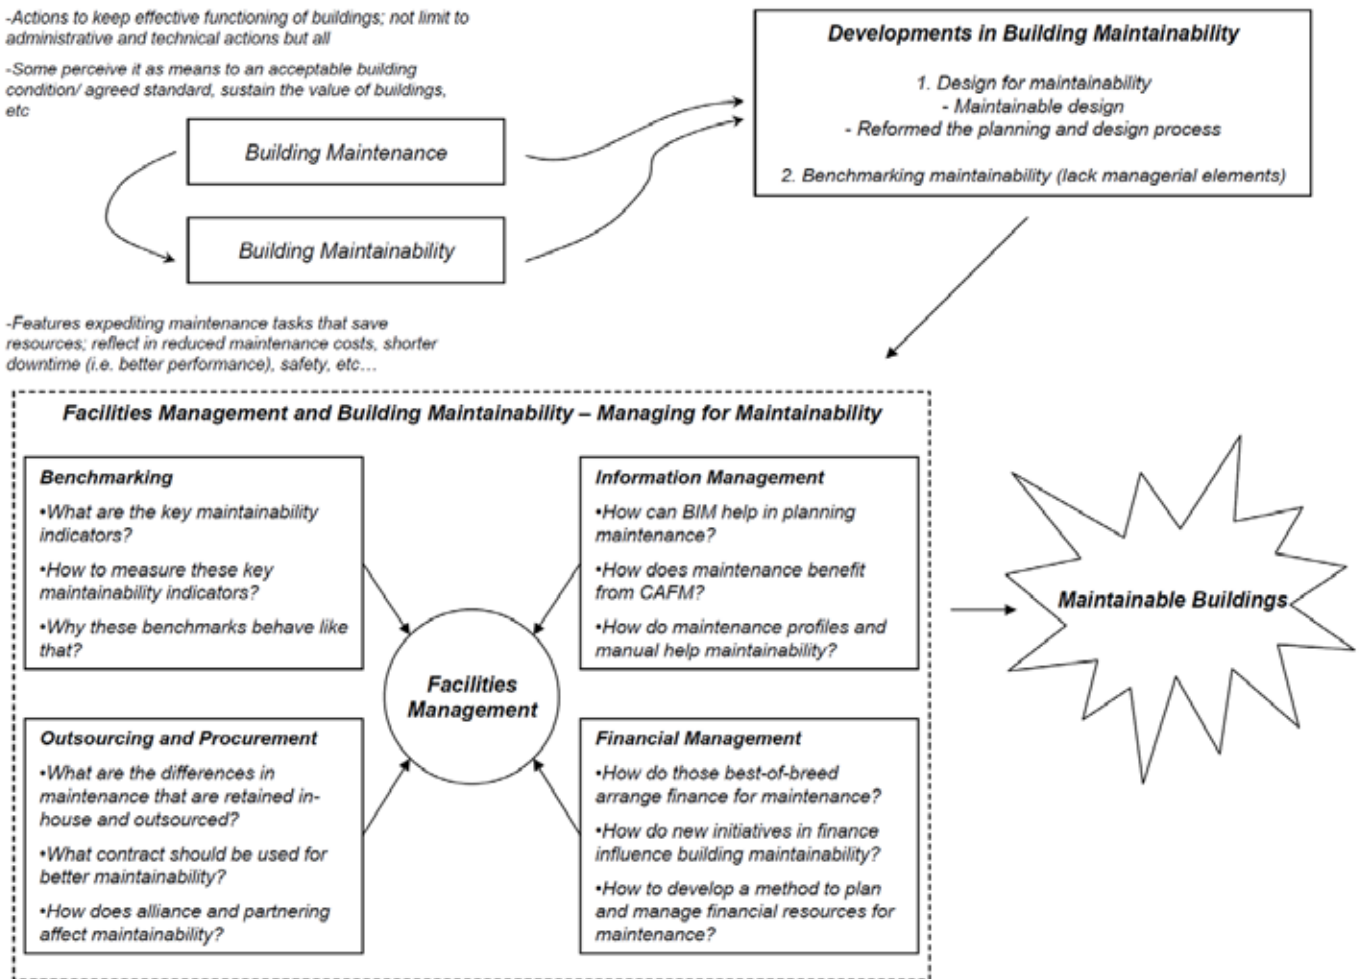 -Actions to keep effective functioning of buildings; not limit to
administrative and technical actions but all
-Some perceive it as means to an acceptable building
condition/ agreed standard, sustain the value of buildings,
etc
Building Maintenance
Building Maintainability
-Features expediting maintenance tasks that save
resources; reflect in reduced maintenance costs, shorter
downtime (i.e. better performance), safety, etc...
Developments in Building Maintainability
1. Design for maintainability
- Maintainable design
- Reformed the planning and design process
2. Benchmarking maintainability (lack managerial elements)
Facilities Management and Building Maintainability – Managing for Maintainability
Benchmarking
•What are the key maintainability
indicators?
•How to measure these key
maintainability indicators?
•Why these benchmarks behave like
that?
Information Management
•How can BIM help in planning
maintenance?
•How does maintenance benefit
from CAFM?
•How do maintenance profiles and
manual help maintainability?
Facilities
Management
Outsourcing and Procurement
•What are the differences in
maintenance that are retained in-
house and outsourced?
•What contract should be used for
better maintainability?
•How does alliance and partnering
affect maintainability?
Financial Management
•How do those best-of-breed
arrange finance for maintenance?
•How do new initiatives in finance
influence building maintainability?
•How to develop a method to plan
and manage financial resources for
maintenance?
Maintainable Buildings